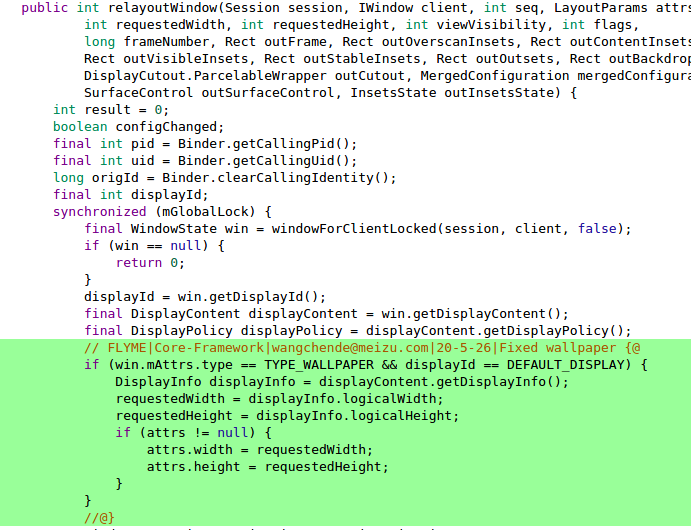 public int relayoutWindow(Session session, IWindow client, int seq, LayoutParams attrs
int requestedWidth, int requestedHeight, int viewVisibility, int flags,
long frameNumber, Rect outFrame, Rect outOverscanInsets, Rect outContentInsets
Rect outVisibleInsets, Rect outStableInsets, Rect outOutsets, Rect outBackdrop
DisplayCutout.ParcelableWrapper outCutout, MergedConfiguration mergedConfigura
SurfaceControl outSurfaceControl, InsetsState outInsetsState) {
int result = 0;
boolean configChanged;
final int pid = Binder.getCallingPid();
final int uid = Binder.getCallingUid();
long origId = Binder.clearCallingIdentity();
final int displayId;
synchronized (mGlobalLock) {
final WindowState win = windowForClientLocked(session, client, false);
if (win == null) {
return 0;
}
displayId = win.getDisplayId();
final DisplayContent displayContent = win.getDisplayContent();
final DisplayPolicy displayPolicy = displayContent.getDisplayPolicy();
// FLYME|Core-Framework|wangchende@meizu.com|20-5-26|Fixed wallpaper {@
if (win.mAttrs.type == TYPE_WALLPAPER && displayId == DEFAULT_DISPLAY) {
DisplayInfo displayInfo = displayContent.getDisplayInfo();
requestedWidth = displayInfo.logicalWidth;
requestedHeight = displayInfo.logicalHeight;
if (attrs != null) {
attrs.width = requestedWidth;
attrs.height = requestedHeight;
}
}
//@}